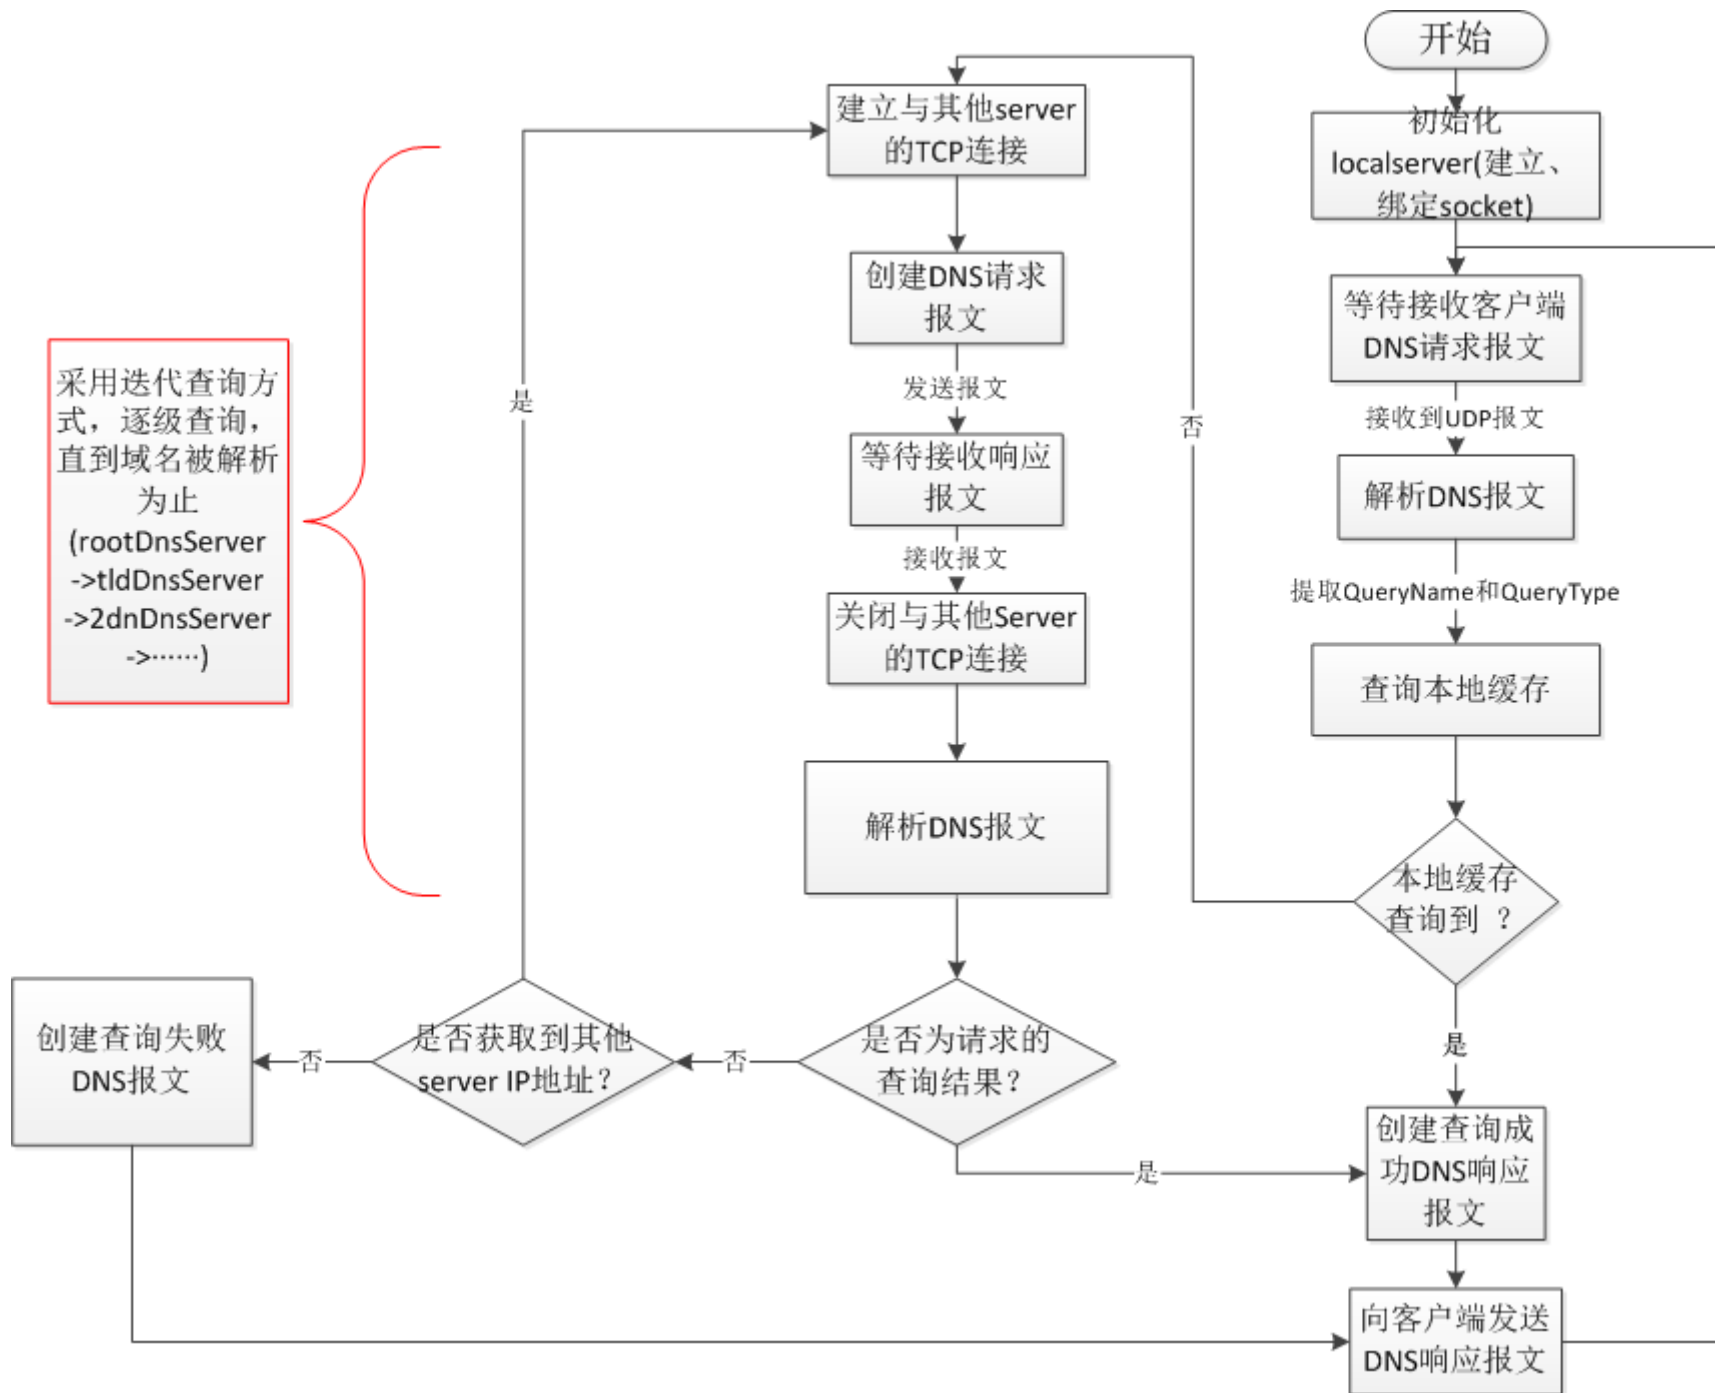 开始
初始化
localserver(建立、
绑定socket)
等待接收客户端
DNS请求报文
接收到UDP报文
解析DNS报文
提取QueryName和QueryType
查询本地缓存
本地缓存
查询到 ？
否
是
建立与其他server
的TCP连接
创建DNS请求
报文
发送报文
等待接收响应
报文
接收报文
关闭与其他Server
的TCP连接
解析DNS报文
是否为请求的
查询结果？
否
是
是否获取到其他
server IP地址？
是
否
创建查询失败
DNS报文
创建查询成
功DNS响应
报文
向客户端发送
DNS响应报文
采用迭代查询方
式，逐级查询，
直到域名被解析
为止
(rootDnsServer
->tldDnsServer
->2dnDnsServer
->……)